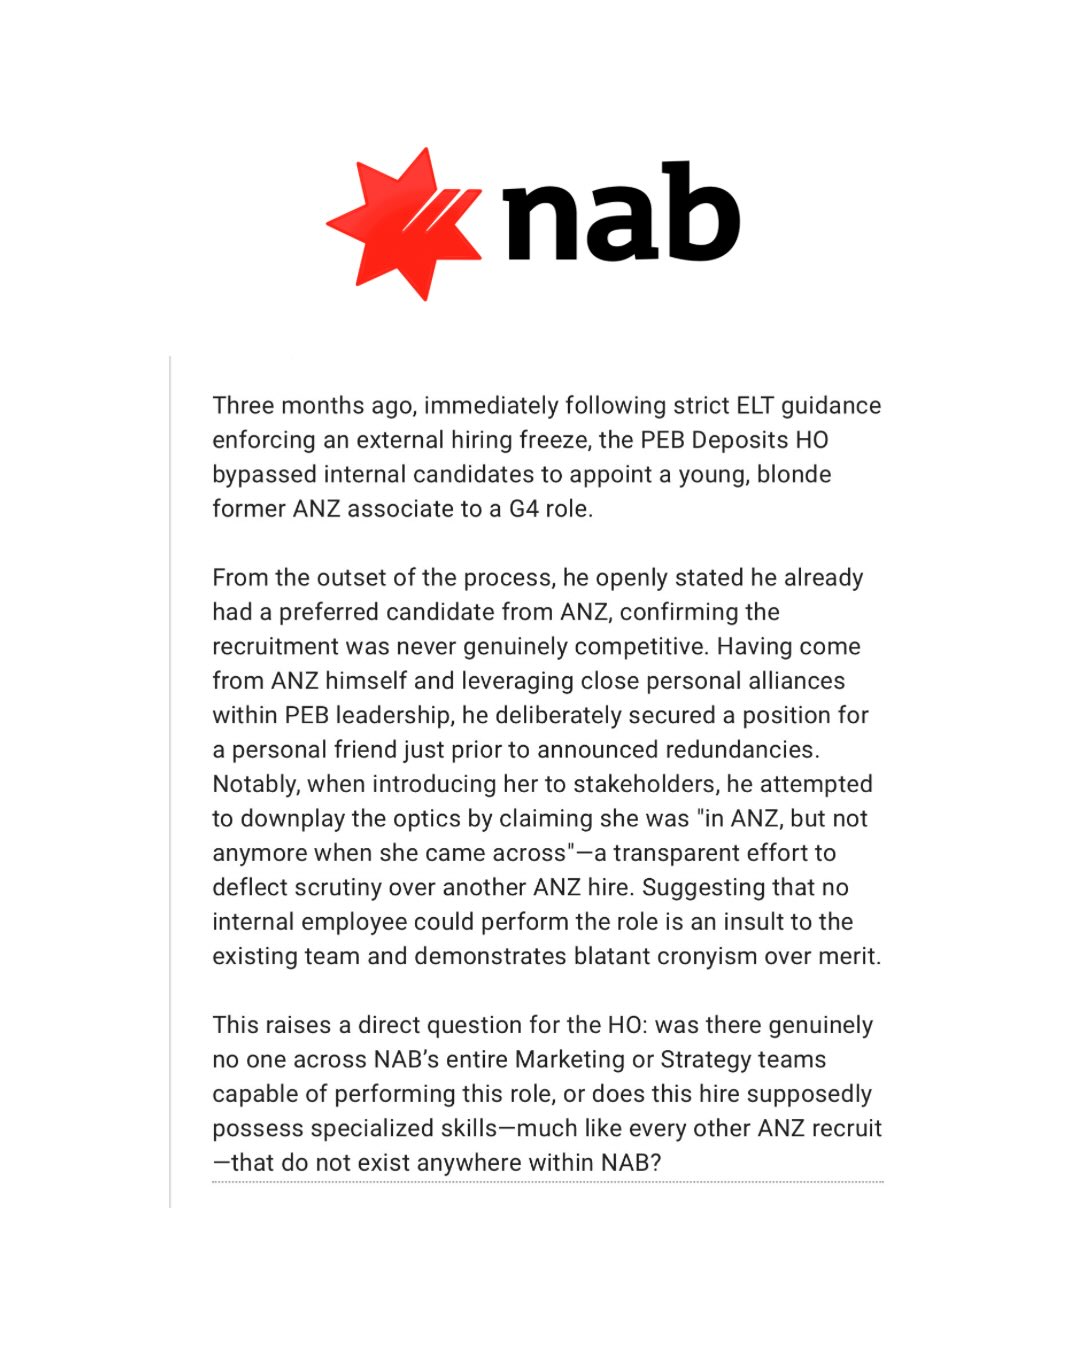 nab
Three months ago, immediately following strict ELT guidance
enforcing an external hiring freeze, the PEB Deposits HO
bypassed internal candidates to appoint a young, blonde
former ANZ associate to a G4 role.
From the outset of the process, he openly stated he already
had a preferred candidate from ANZ, confirming the
recruitment was never genuinely competitive. Having come
from ANZ himself and leveraging close personal alliances
within PEB leadership, he deliberately secured a position for
a personal friend just prior to announced redundancies.
Notably, when introducing her to stakeholders, he attempted
to downplay the optics by claiming she was "in ANZ, but not
anymore when she came across"—a transparent effort to
deflect scrutiny over another ANZ hire. Suggesting that no
internal employee could perform the role is an insult to the
existing team and demonstrates blatant cronyism over merit.
This raises a direct question for the HO: was there genuinely
no one across NAB’s entire Marketing or Strategy teams
capable of performing this role, or does this hire supposedly
possess specialized skills—much like every other ANZ recruit
—that do not exist anywhere within NAB?